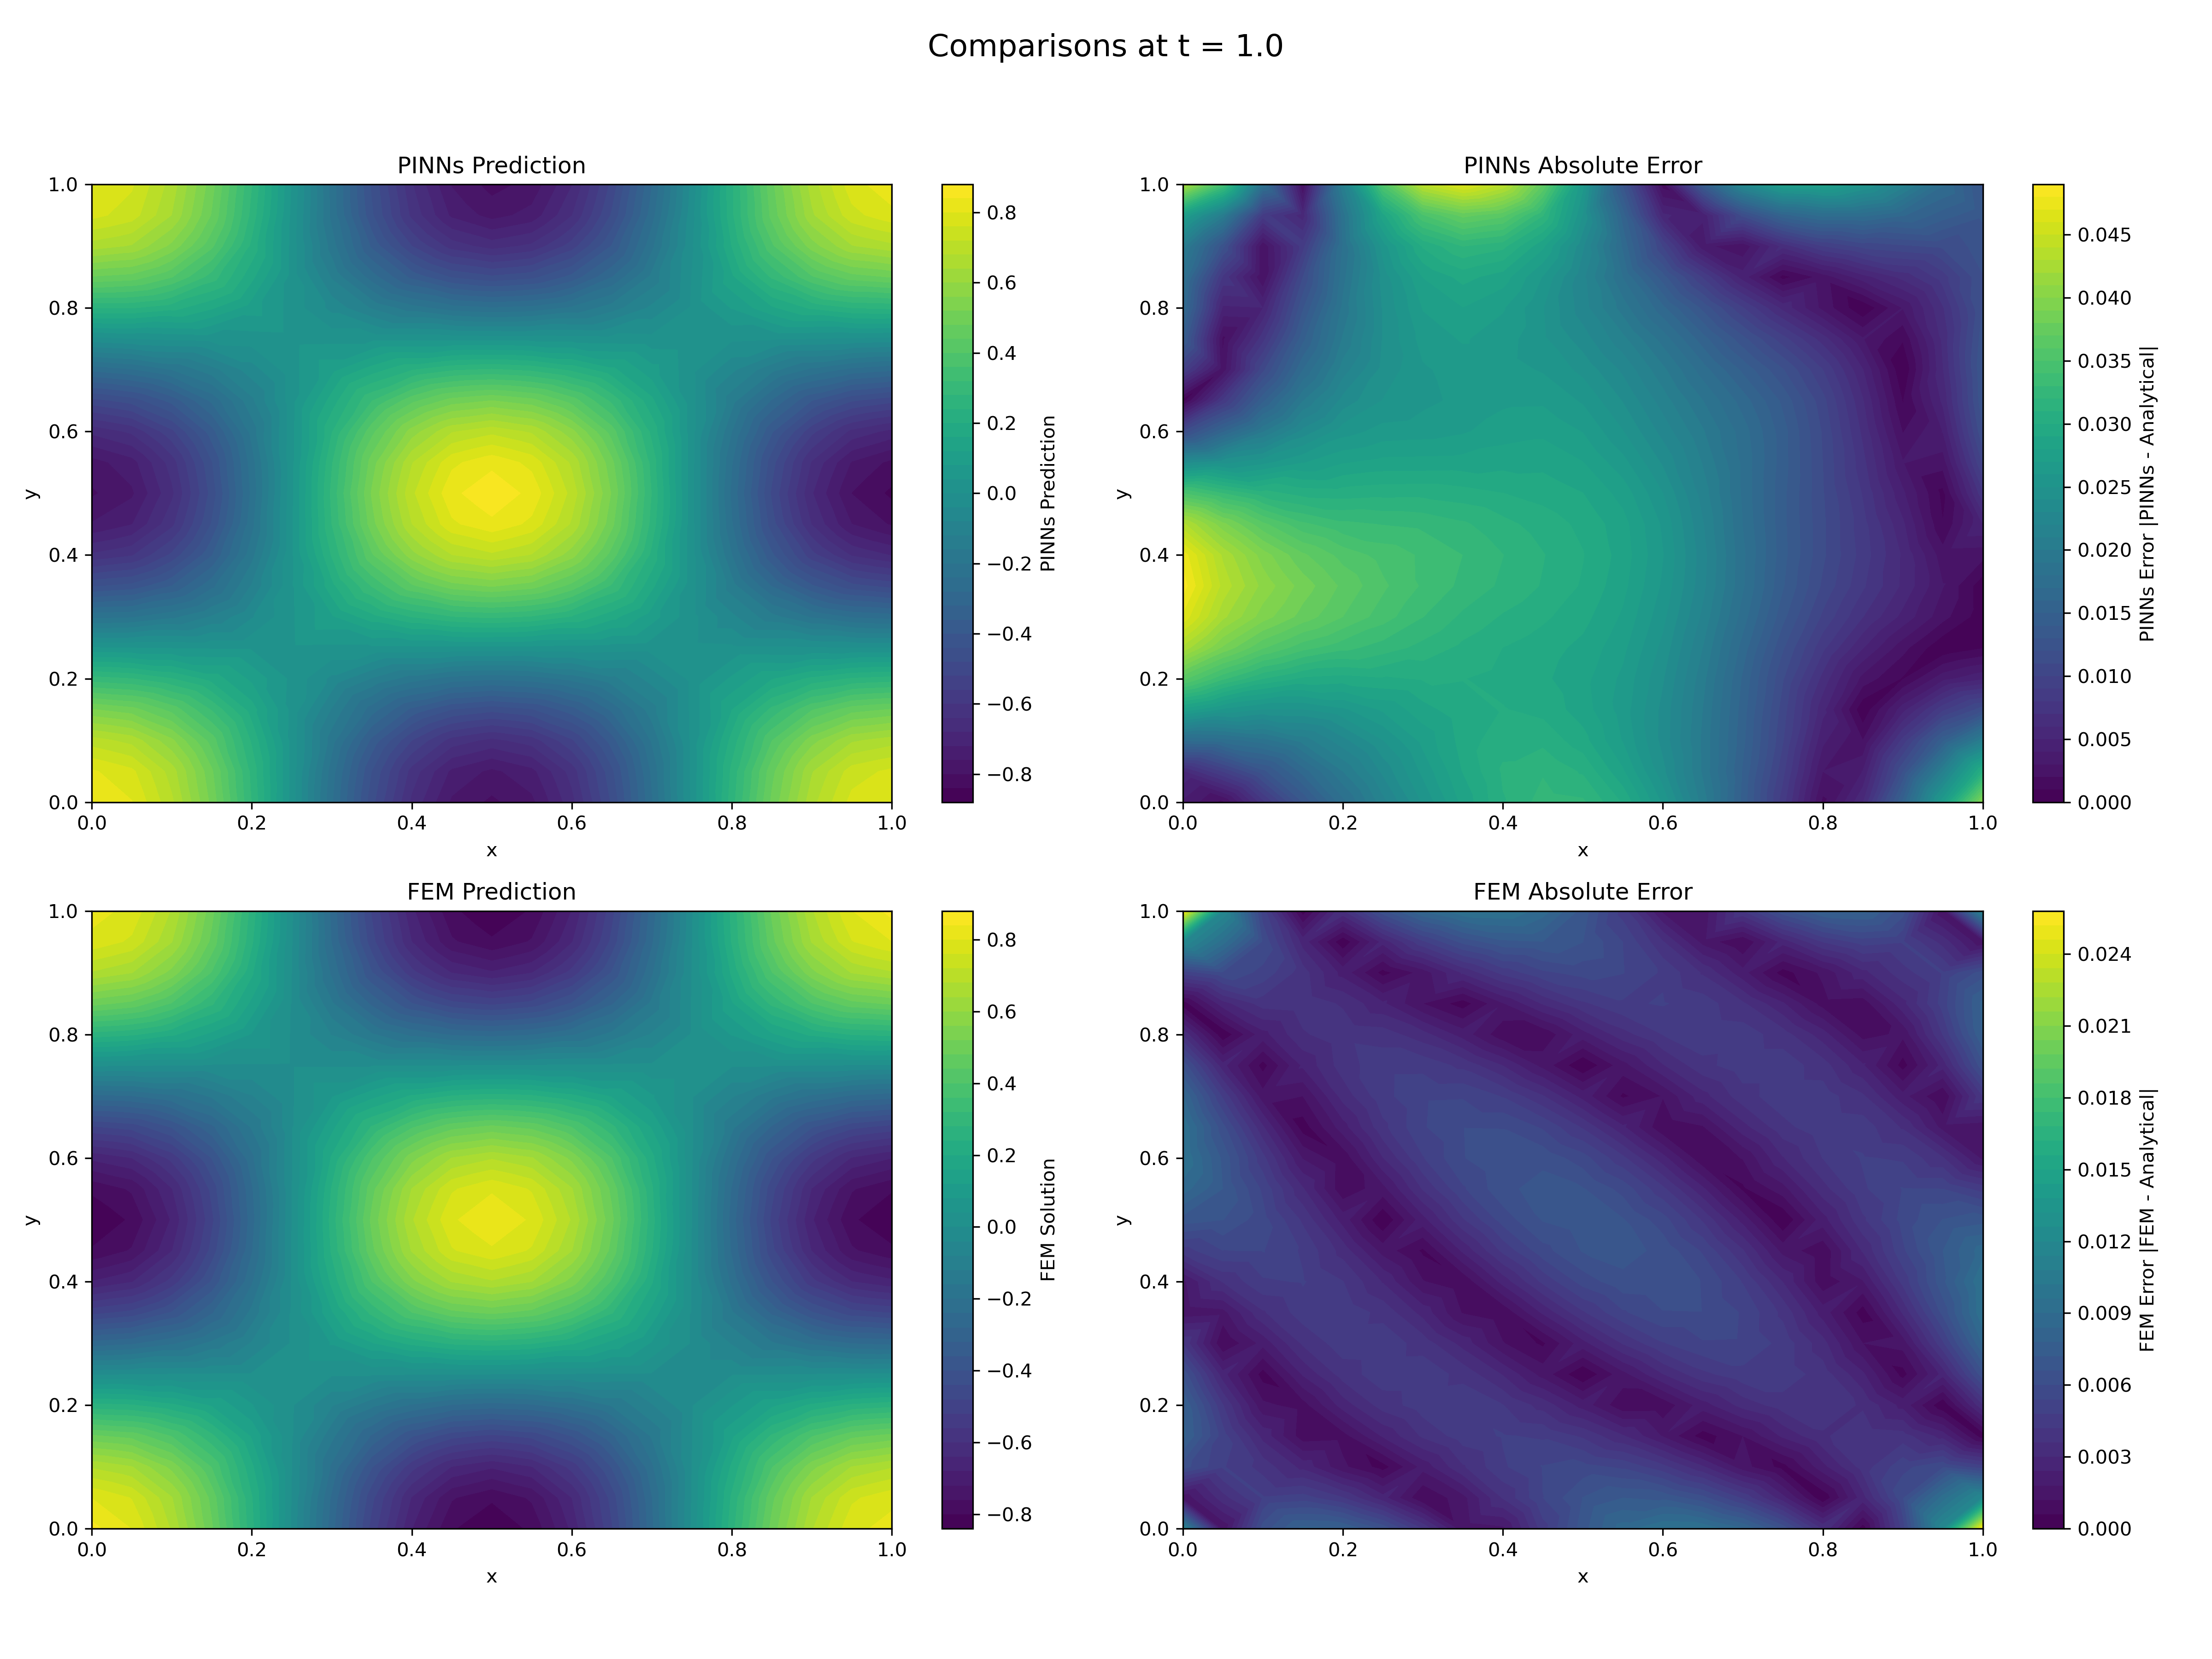 Comparisons at t = 1.0
PINNs Prediction
1.0
0.8
0.6
0.4
0.2
0.0
y
0.0 0.2 0.4 0.6 0.8 1.0
x
0.8
0.6
0.4
0.2
0.0
−0.2
−0.4
−0.6
−0.8
PINNs Prediction
PINNs Absolute Error
1.0
0.8
0.6
0.4
0.2
0.0
y
0.0 0.2 0.4 0.6 0.8 1.0
x
0.045
0.040
0.035
0.030
0.025
0.020
0.015
0.010
0.005
0.000
PINNs Error |PINNs - Analytical|
FEM Prediction
1.0
0.8
0.6
0.4
0.2
0.0
y
0.0 0.2 0.4 0.6 0.8 1.0
x
0.8
0.6
0.4
0.2
0.0
−0.2
−0.4
−0.6
−0.8
FEM Solution
FEM Absolute Error
1.0
0.8
0.6
0.4
0.2
0.0
y
0.0 0.2 0.4 0.6 0.8 1.0
x
0.024
0.021
0.018
0.015
0.012
0.009
0.006
0.003
0.000
FEM Error |FEM - Analytical|